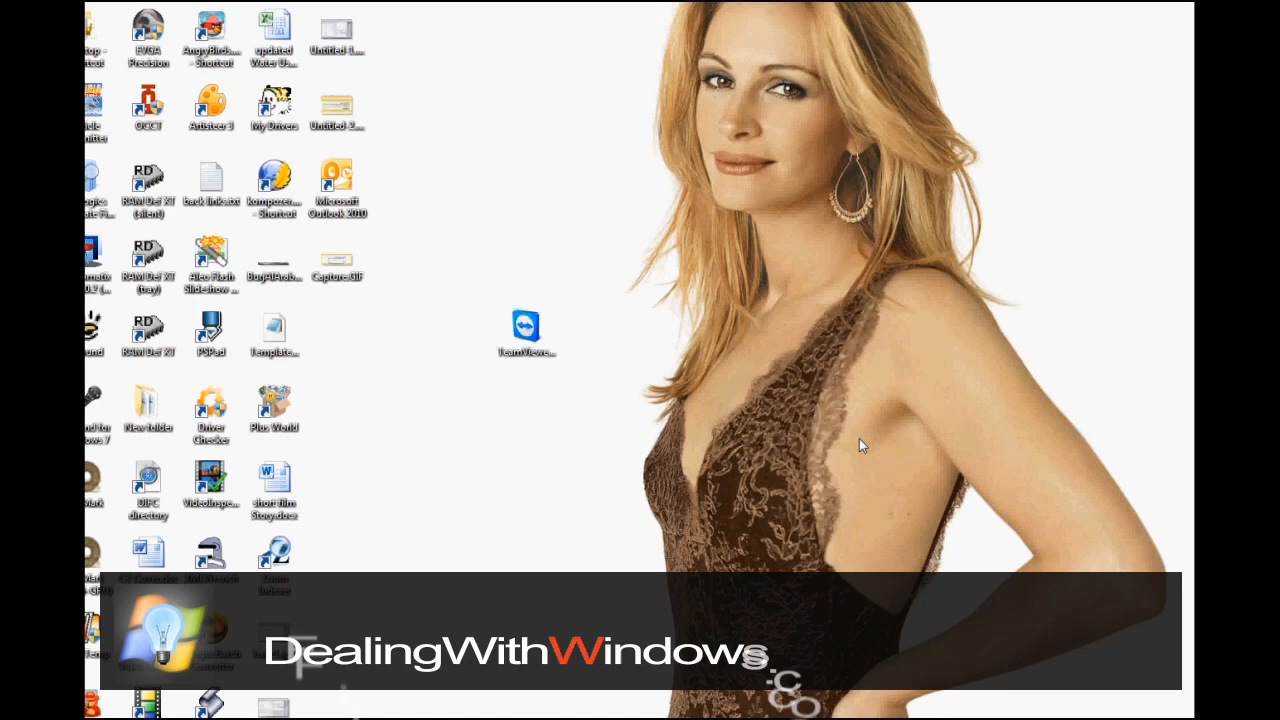 EVGA
Precision
AngryBirds....
- Shortcut
updated
Water Us...
Untitled-1....
OCCT
Artisteer 3
My Drivers
Untitled-2....
RAM Def XT
(silent)
back links.txt
kompozer....
- Shortcut
Microsoft
Outlook 2010
RAM Def XT
(tray)
Aleo Flash
Slideshow ...
BurjAlArab...
Capture.GIF
RAM Def XT
PSPad
Template...
TeamViewe...
New folder
Driver
Checker
Plus World
DIFC
directory
VideoInspe...
short film
Story.docx
DealingWithWindows
.co